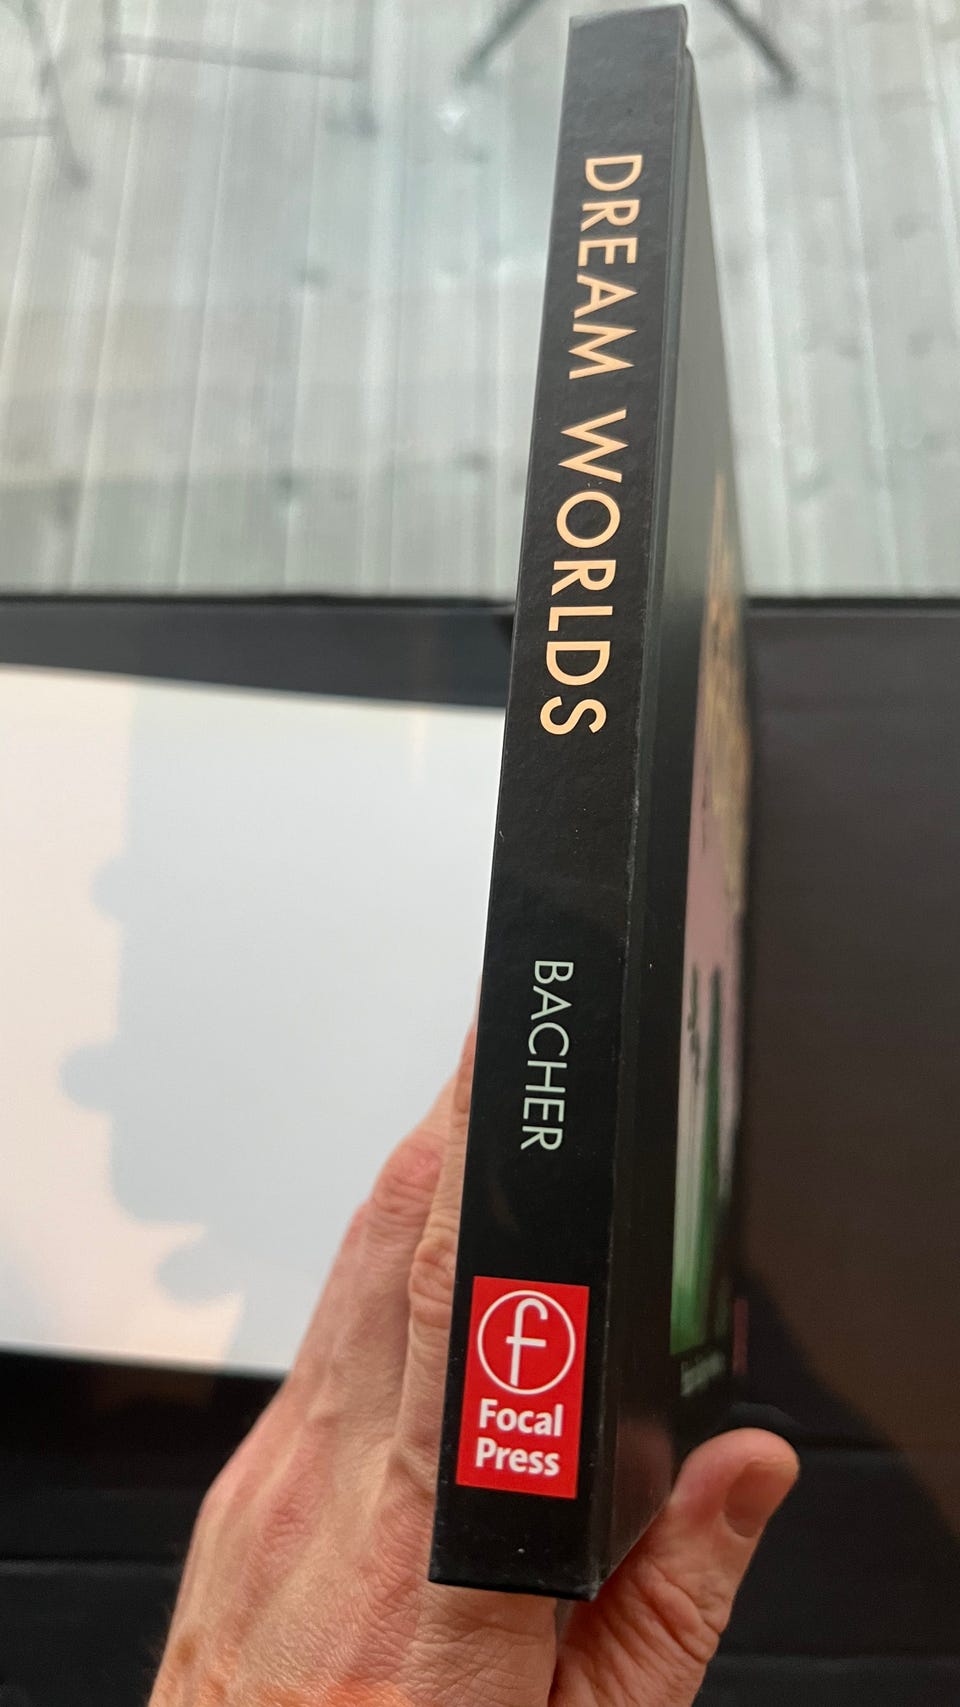 DREAM WORLDS
BACHER
f
Focal
Press